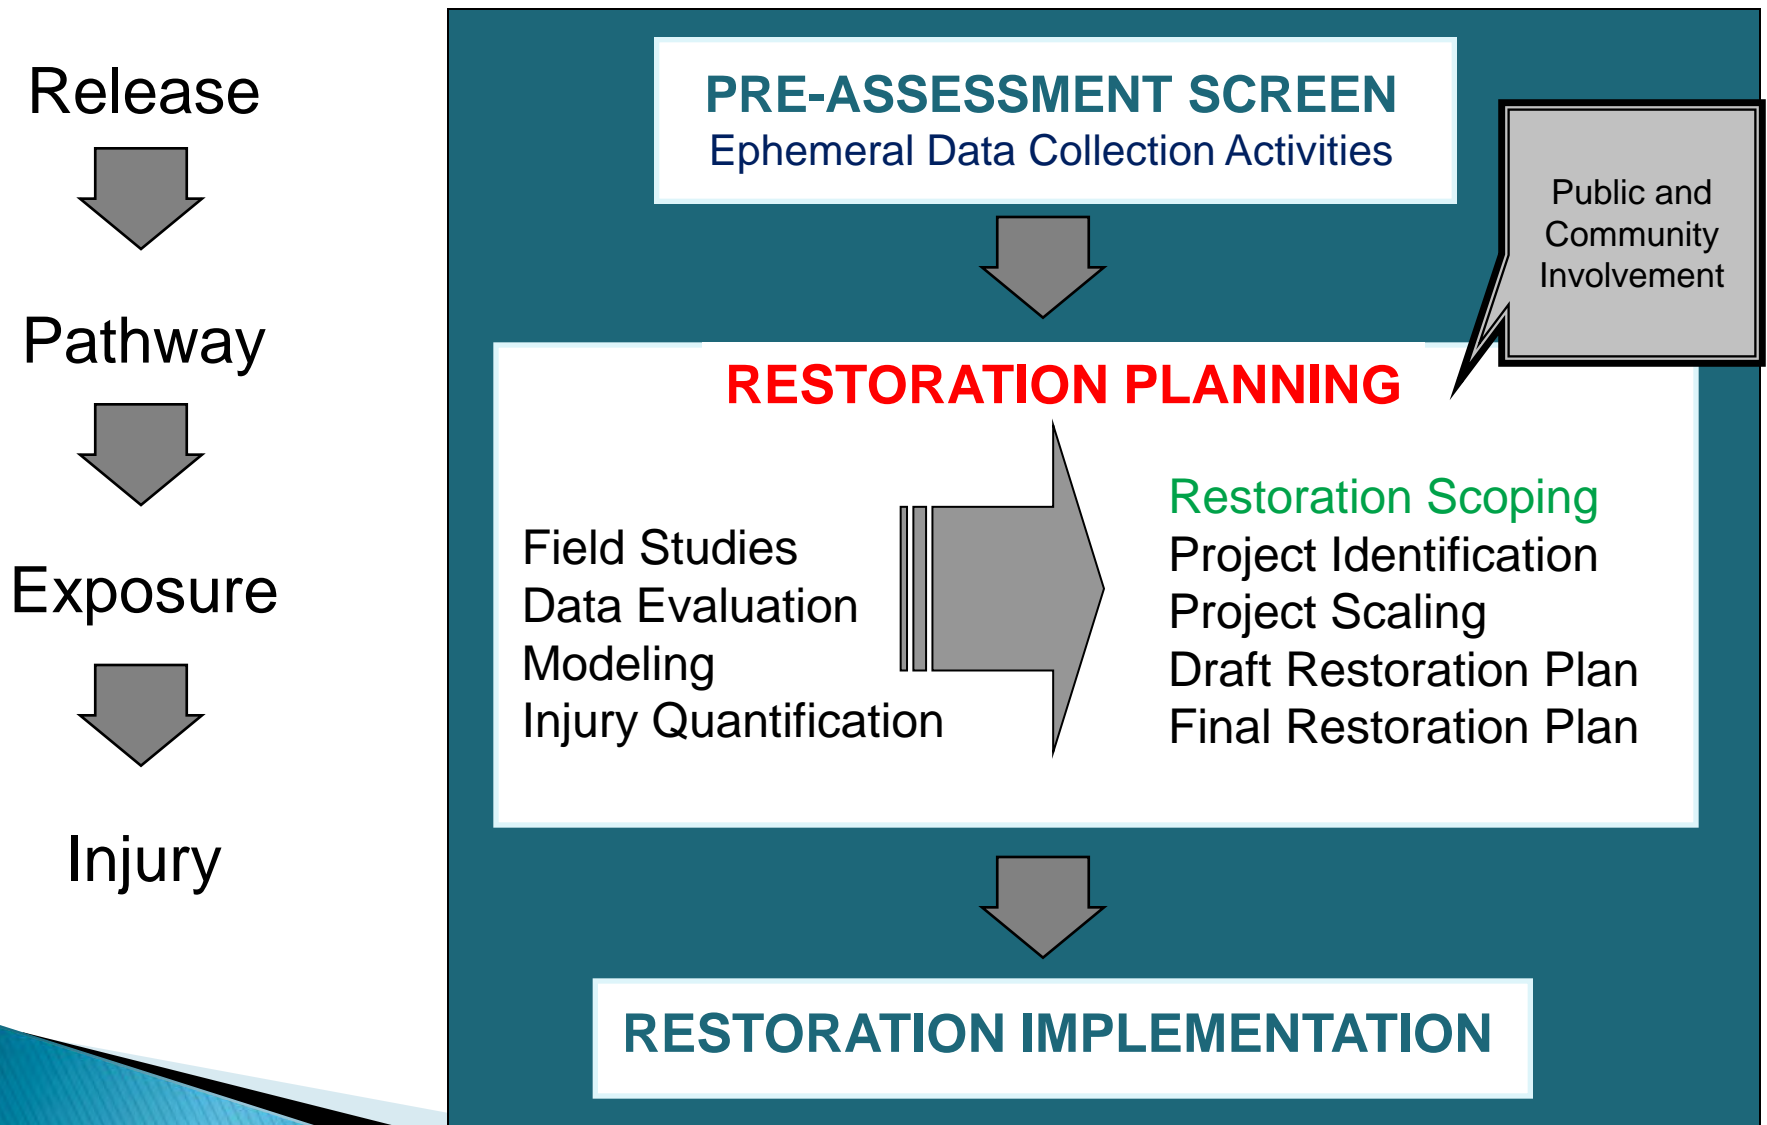 Release
Pathway
Exposure
Injury
PRE-ASSESSMENT SCREEN
Ephemeral Data Collection Activities
Public and
Community
Involvement
RESTORATION PLANNING
Field Studies
Data Evaluation
Modeling
Injury Quantification
Restoration Scoping
Project Identification
Project Scaling
Draft Restoration Plan
Final Restoration Plan
RESTORATION IMPLEMENTATION